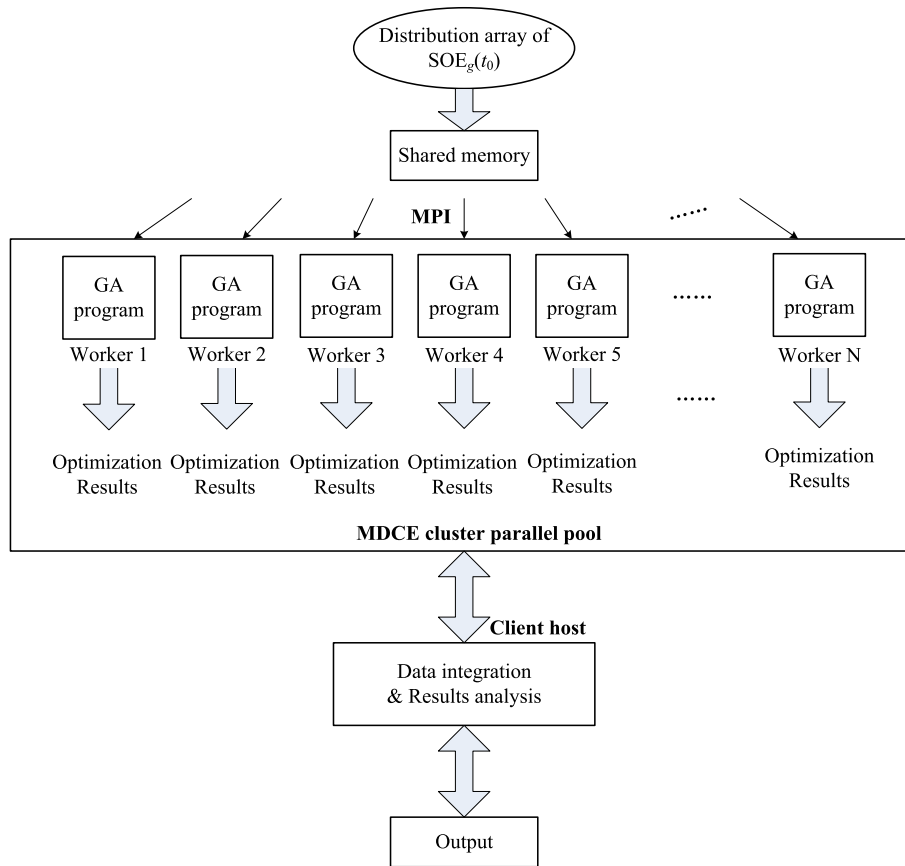 Distribution array of
SOEg(t0)
Shared memory
MPI
......
GA
program
GA
program
GA
program
GA
program
GA
program
......
GA
program
Worker 1
Worker 2
Worker 3
Worker 4
Worker 5
Worker N
......
Optimization
Results
Optimization
Results
Optimization
Results
Optimization
Results
Optimization
Results
Optimization
Results
MDCE cluster parallel pool
Client host
Data integration
& Results analysis
Output